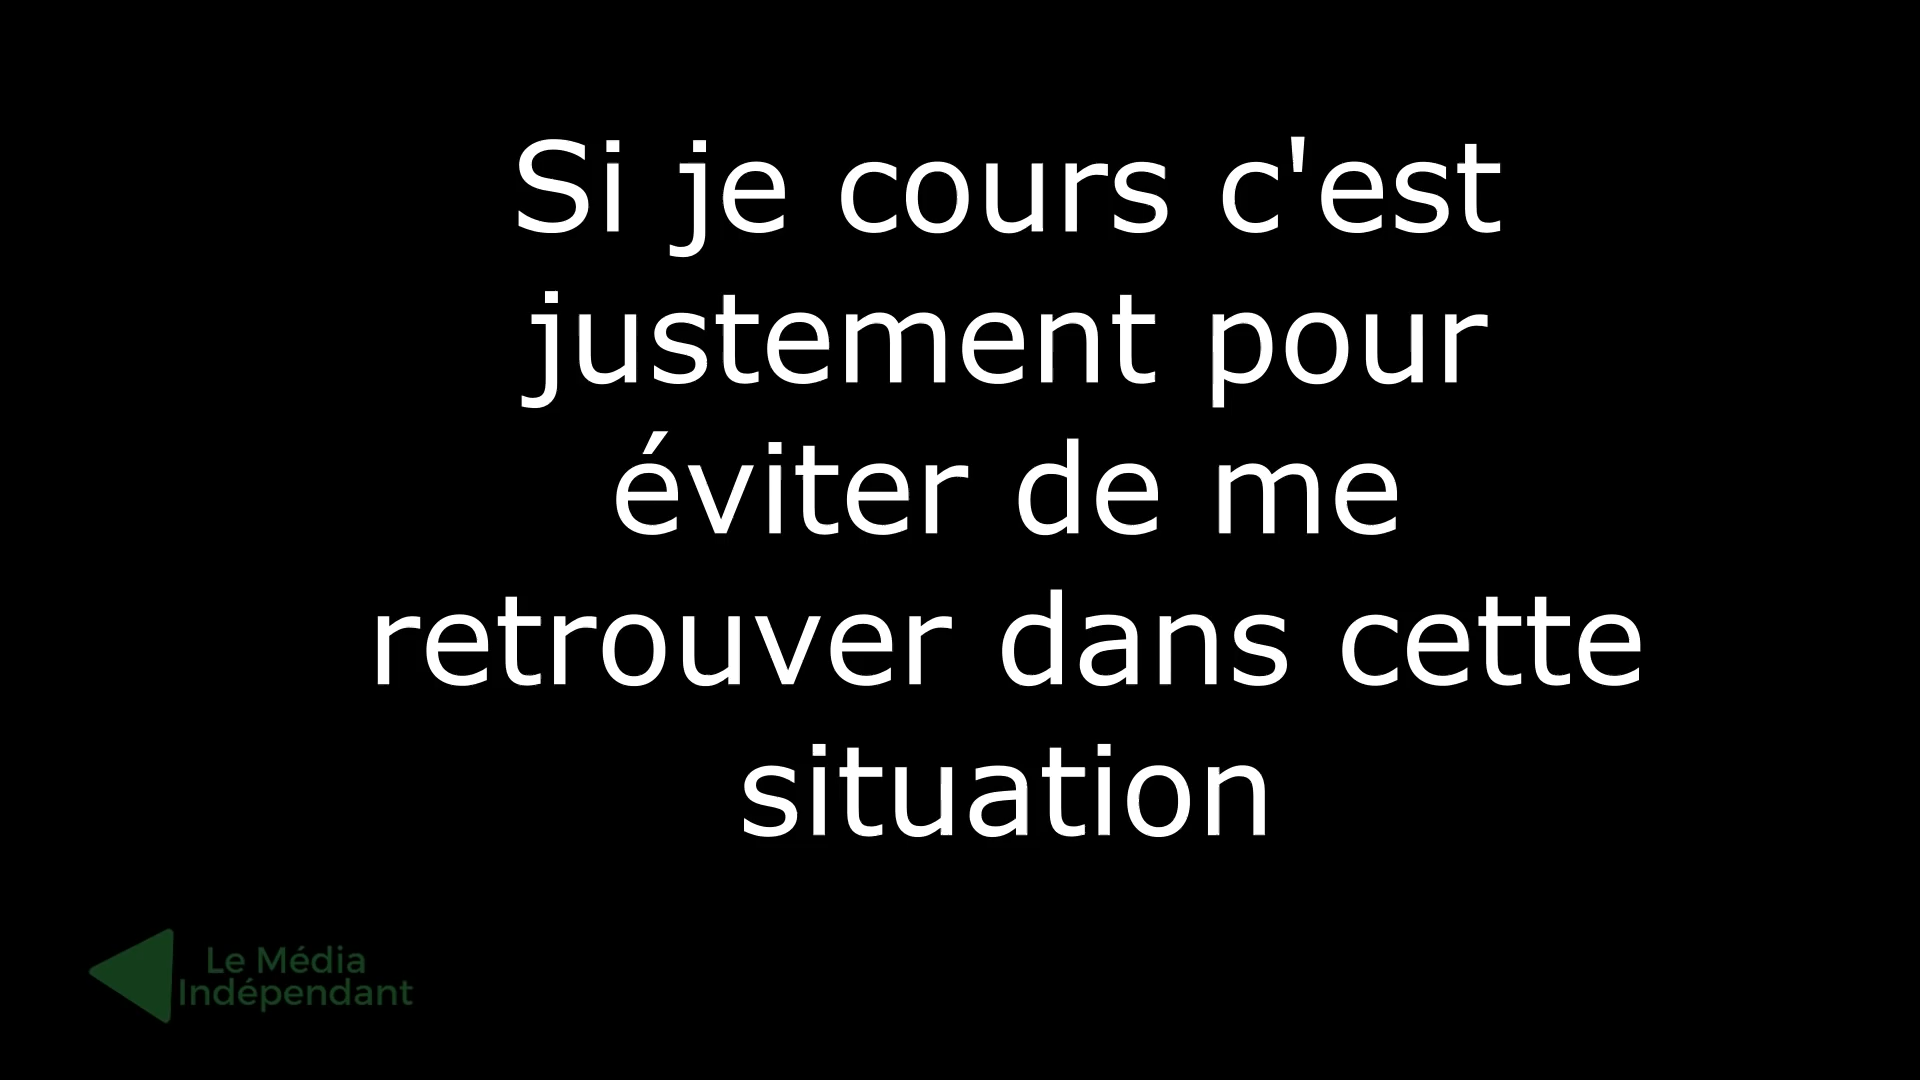 Si je cours c'est
justement pour
éviter de me
retrouver dans cette
situation
Le Média
Indépendant